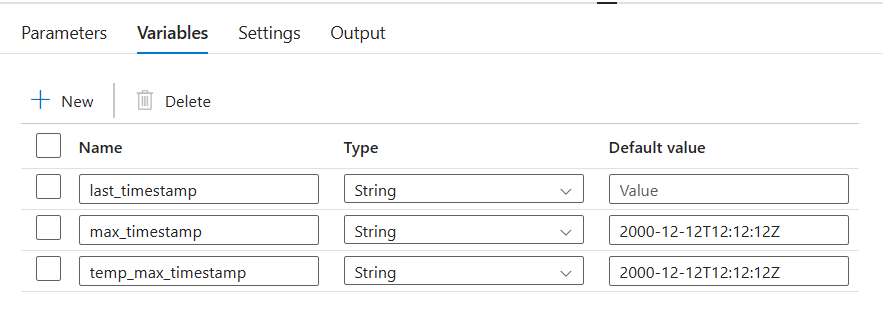 Parameters Variables Settings Output
New Delete
Name Type Default value
last_timestamp String Value
max_timestamp String 2000-12-12T12:12:12Z
temp_max_timestamp String 2000-12-12T12:12:12Z